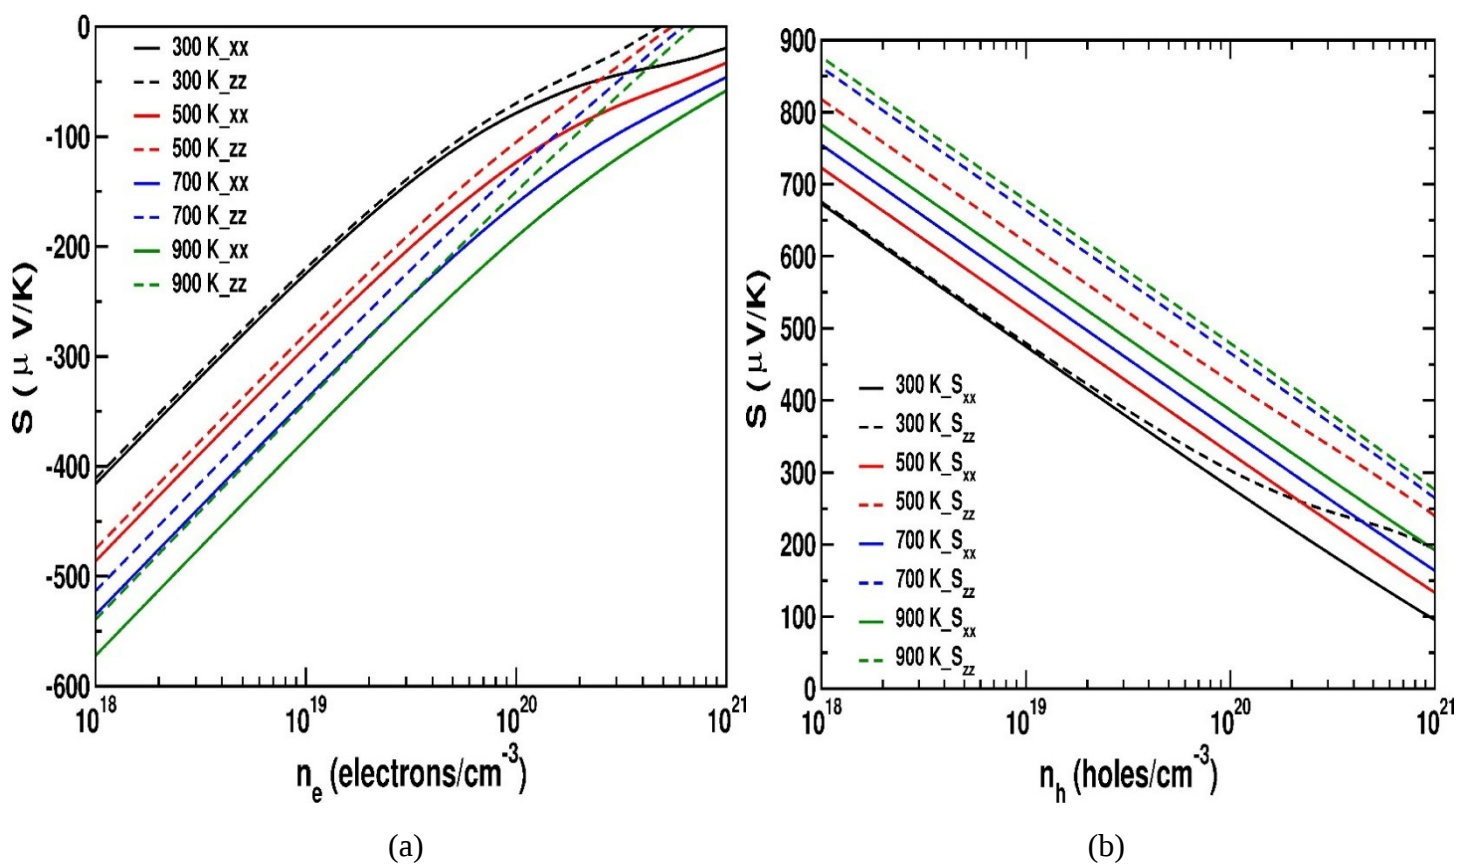 0
-100
-200
-300
-400
-500
-600
S ( μ V/K)
300 K_xx
300 K_zz
500 K_xx
500 K_zz
700 K_xx
700 K_zz
900 K_xx
900 K_zz
10^18 10^19 10^20 10^21
n_e (electrons/cm^-3)
(a)
900
800
700
600
500
400
300
200
100
0
S ( μ V/K)
300 K_S_xx
300 K_S_zz
500 K_S_xx
500 K_S_zz
700 K_S_xx
700 K_S_zz
900 K_S_xx
900 K_S_zz
10^18 10^19 10^20 10^21
n_h (holes/cm^-3)
(b)